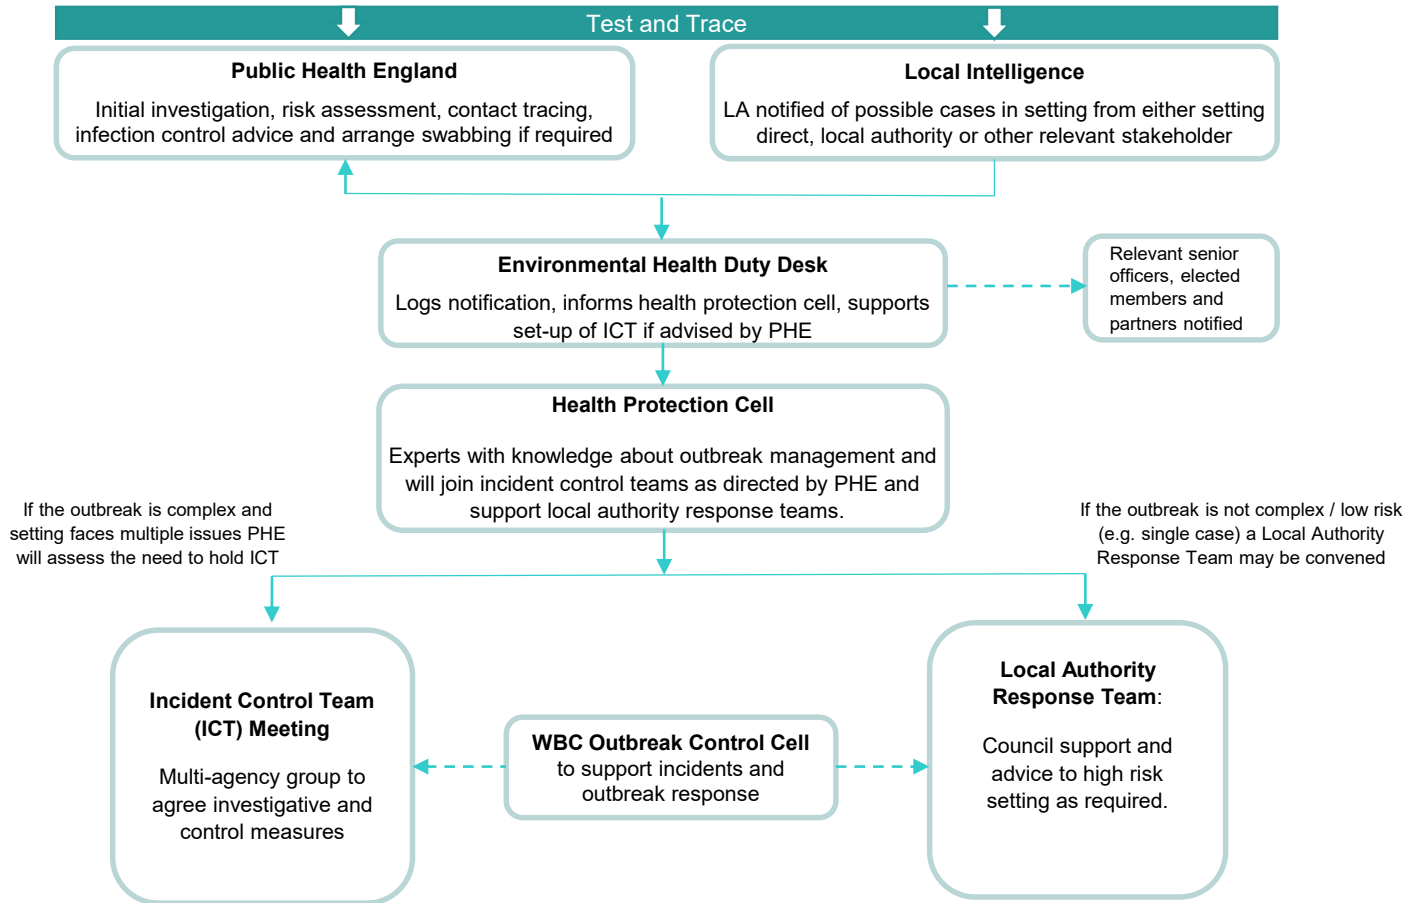 Test and Trace
Public Health England
Initial investigation, risk assessment, contact tracing,
infection control advice and arrange swabbing if required
Local Intelligence
LA notified of possible cases in setting from either setting
direct, local authority or other relevant stakeholder
Environmental Health Duty Desk
Logs notification, informs health protection cell, supports
set-up of ICT if advised by PHE
Relevant senior
officers, elected
members and
partners notified
Health Protection Cell
Experts with knowledge about outbreak management and
will join incident control teams as directed by PHE and
support local authority response teams.
If the outbreak is complex and
setting faces multiple issues PHE
will assess the need to hold ICT
If the outbreak is not complex / low risk
(e.g. single case) a Local Authority
Response Team may be convened
Incident Control Team
(ICT) Meeting
Multi-agency group to
agree investigative and
control measures
WBC Outbreak Control Cell
to support incidents and
outbreak response
Local Authority
Response Team:
Council support and
advice to high risk
setting as required.